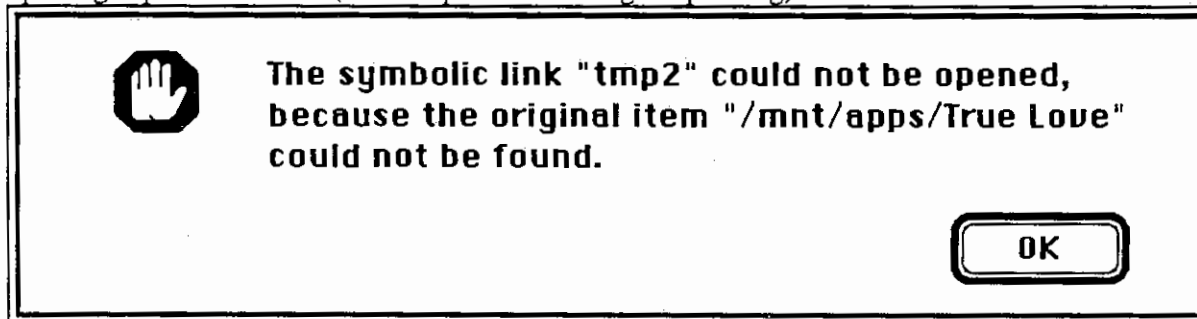 The symbolic link "tmp2" could not be opened,
because the original item "/mnt/apps/True Love"
could not be found.
OK